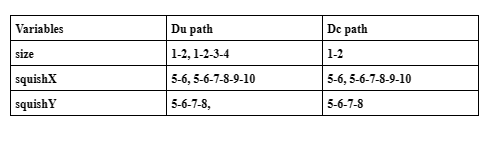 Variables Du path Dc path
size 1-2, 1-2-3-4 1-2
squishX 5-6, 5-6-7-8-9-10 5-6, 5-6-7-8-9-10
squishY 5-6-7-8, 5-6-7-8